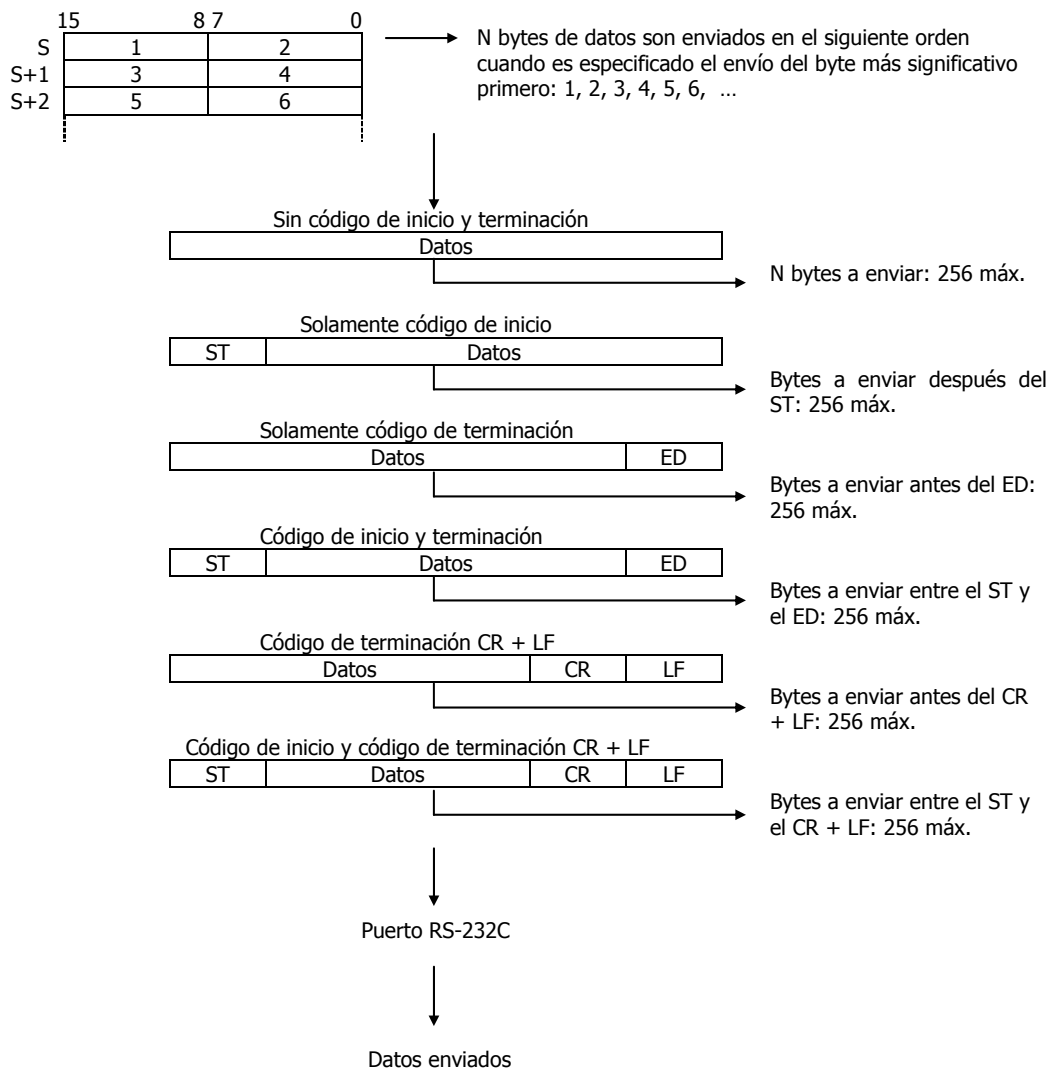 15 8 7 0
S 1 2
S+1 3 4
S+2 5 6
N bytes de datos son enviados en el siguiente orden
cuando es especificado el envío del byte más significativo
primero: 1, 2, 3, 4, 5, 6, …
Sin código de inicio y terminación
Datos
N bytes a enviar: 256 máx.
Solamente código de inicio
ST Datos
Bytes a enviar después del
ST: 256 máx.
Solamente código de terminación
Datos ED
Bytes a enviar antes del ED:
256 máx.
Código de inicio y terminación
ST Datos ED
Bytes a enviar entre el ST y
el ED: 256 máx.
Código de terminación CR + LF
Datos CR LF
Bytes a enviar antes del CR
+ LF: 256 máx.
Código de inicio y código de terminación CR + LF
ST Datos CR LF
Bytes a enviar entre el ST y
el CR + LF: 256 máx.
Puerto RS-232C
Datos enviados